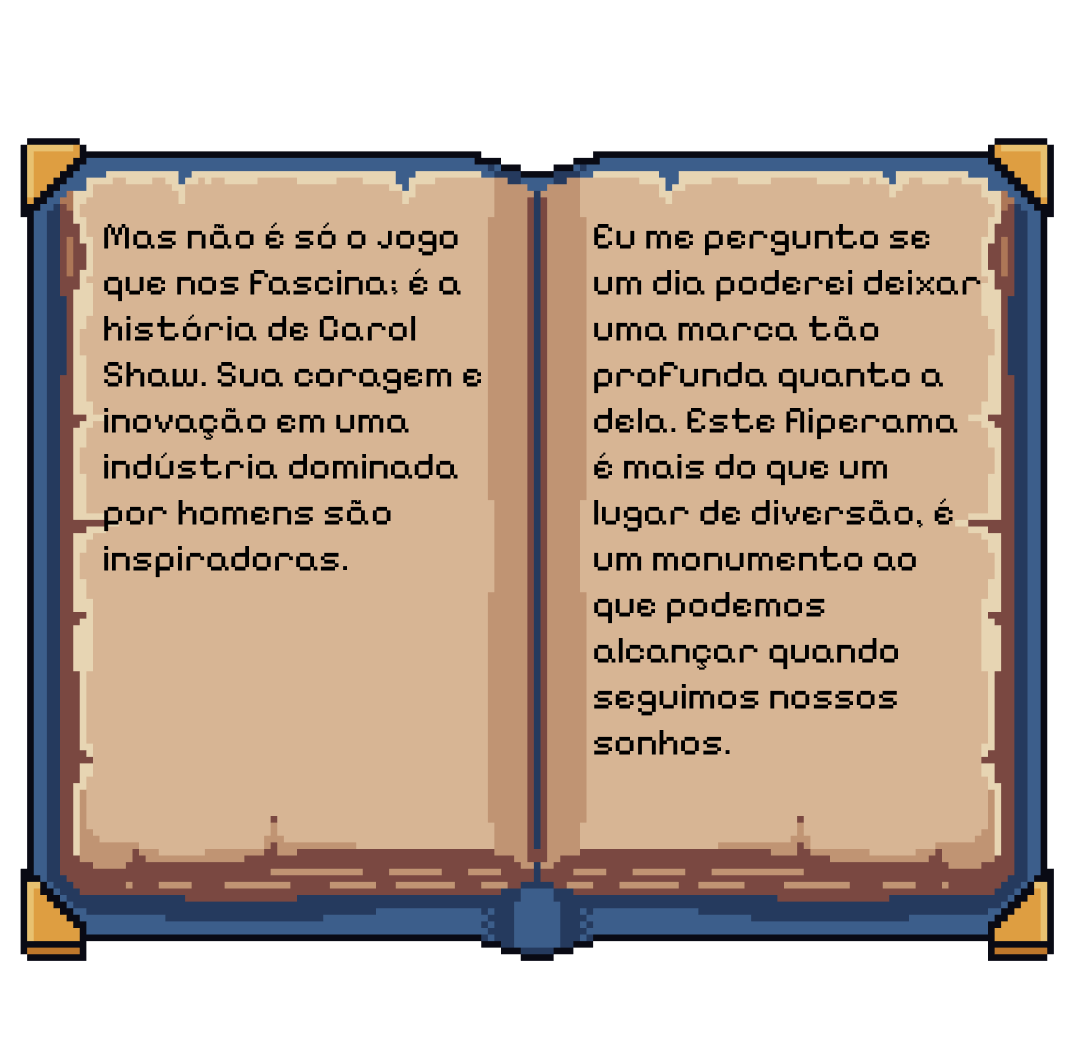 Mas não é só o jogo
que nos fascina; é a
história de Carol
Shaw. Sua coragem e
inovação em uma
indústria dominada
por homens são
inspiradoras.
Eu me pergunto se
um dia poderei deixar
uma marca tão
profunda quanto a
dela. Este Fliperama
é mais do que um
lugar de diversão, é
um monumento ao
que podemos
alcançar quando
seguimos nossos
sonhos.